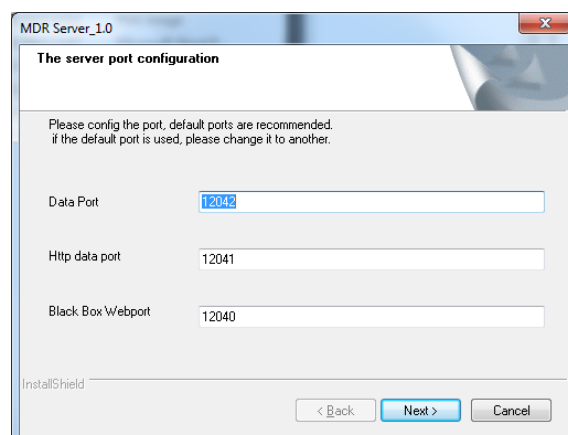 MDR Server_1.0
The server port configuration
Please config the port, default ports are recommended.
if the default port is used, please change it to another.
Data Port
12042
Http data port
12041
Black Box Webport
12040
InstallShield
< Back
Next >
Cancel